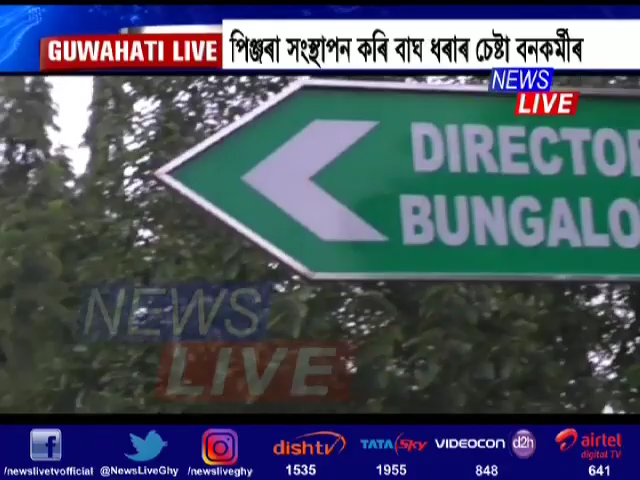 GUWAHATI LIVE
পিঞ্জৰা সংস্থাপন কৰি বাঘ ধৰাৰ চেষ্টা বনকৰ্মীৰ
NEWS
LIVE
DIRECTO
BUNGALO
NEWS
LIVE
/newslivetvofficial
@NewsLiveGhy
/newsliveghy
dishtv
1535
TATA Sky
1955
VIDEOCON d2h
848
airtel
digital TV
641